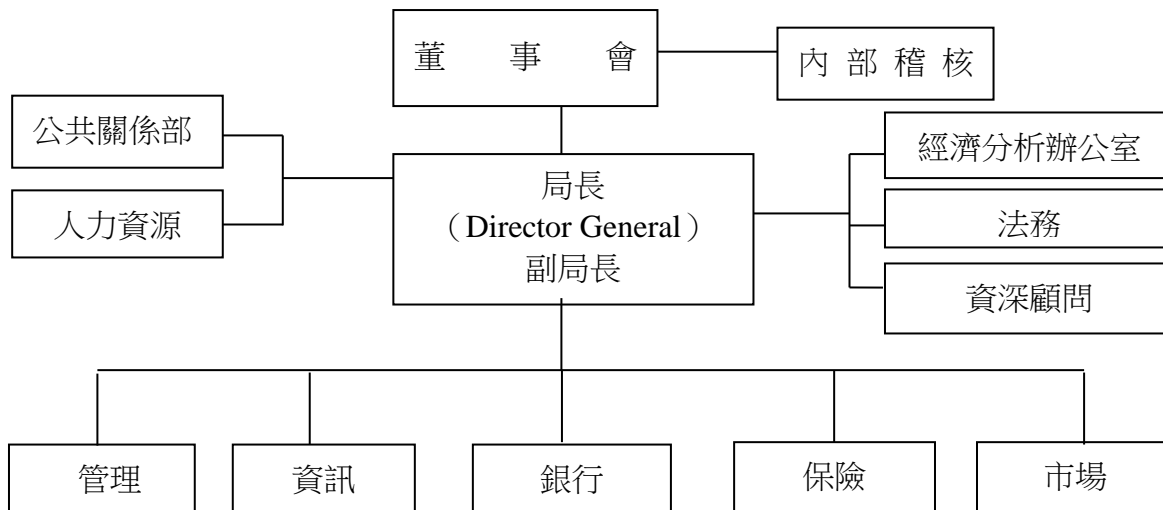 董事會
內部稽核
公共關係部
人力資源
局長
（Director General）
副局長
經濟分析辦公室
法務
資深顧問
管理
資訊
銀行
保險
市場